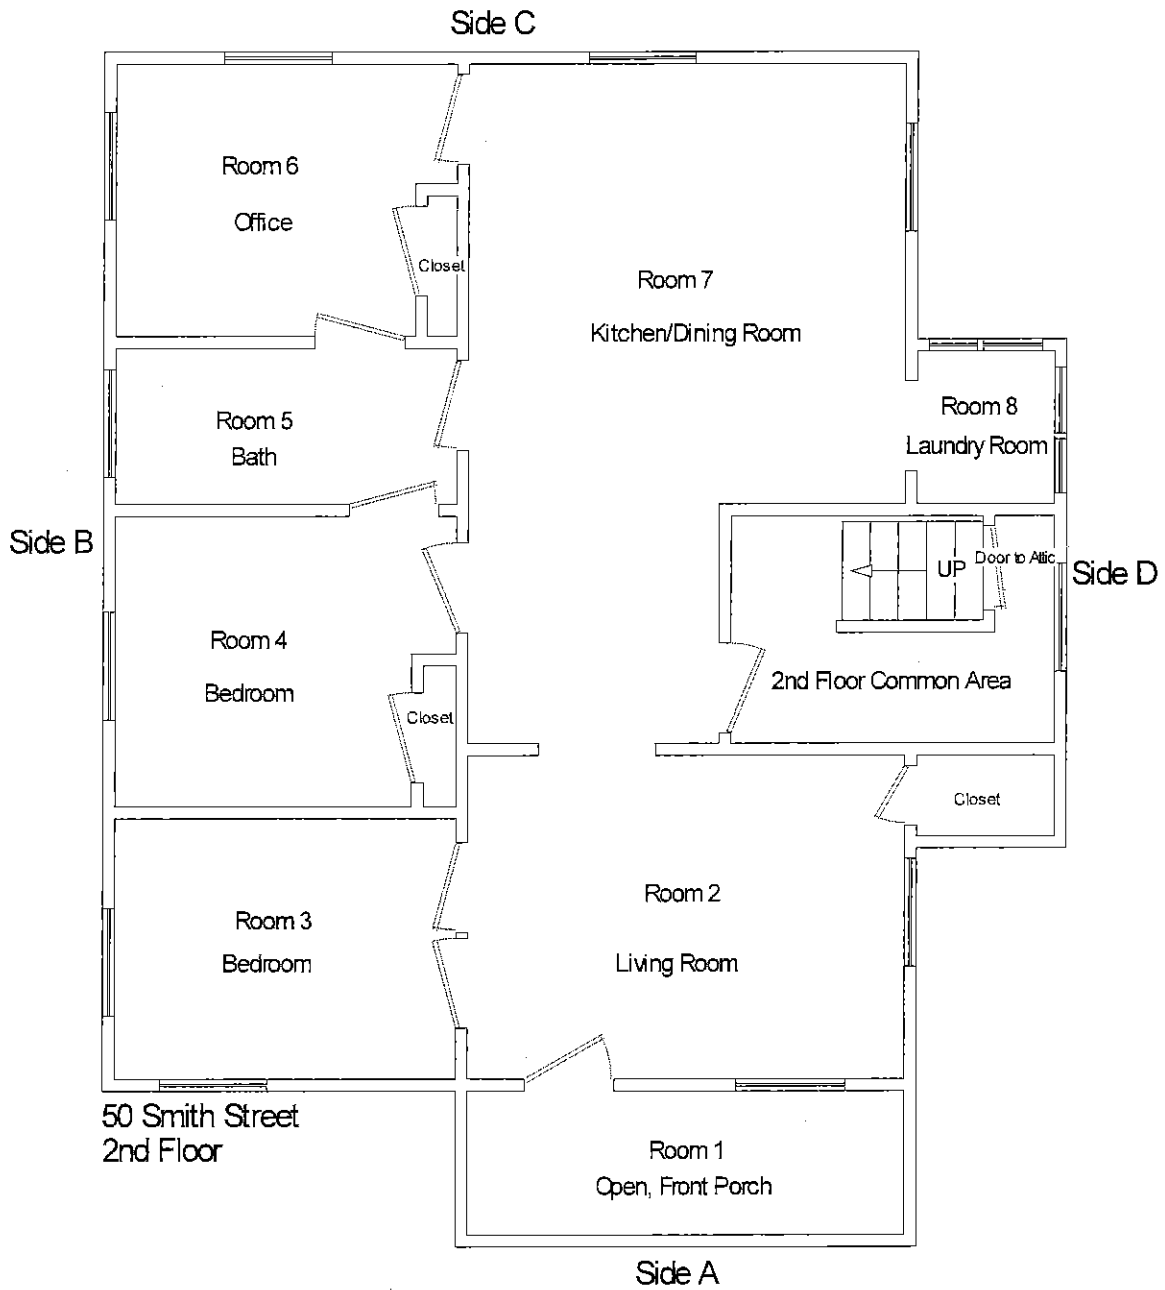 Side C
Room 6
Office
Closet
Room 7
Kitchen/Dining Room
Room 5
Bath
Room 8
Laundry Room
Side B
Door to Attic
UP
Side D
Room 4
Bedroom
Closet
2nd Floor Common Area
Closet
Room 3
Bedroom
Room 2
Living Room
50 Smith Street
2nd Floor
Room 1
Open, Front Porch
Side A